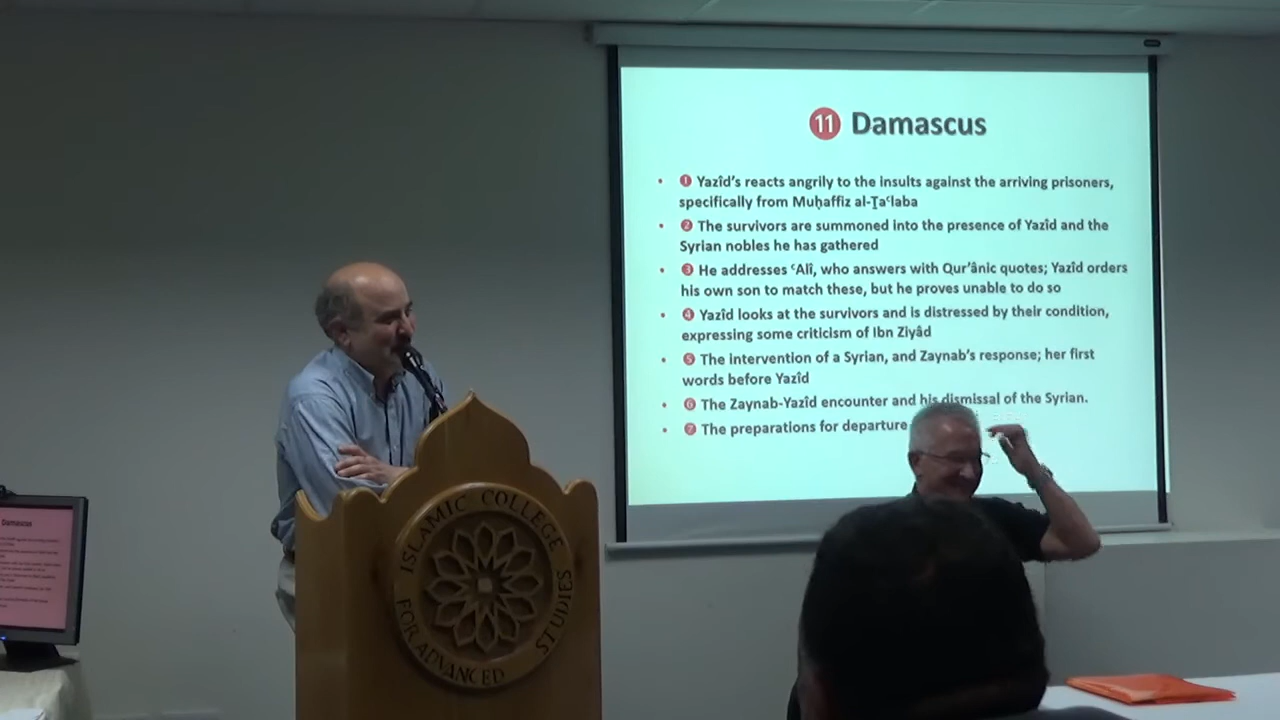 11 Damascus
• 1 Yazîd's reacts angrily to the insults against the arriving prisoners,
specifically from Muḥaffiz al-Ṯaʿlaba
• 2 The survivors are summoned into the presence of Yazîd and the
Syrian nobles he has gathered
• 3 He addresses ʿAlî, who answers with Qur'ânic quotes; Yazîd orders
his own son to match these, but he proves unable to do so
• 4 Yazîd looks at the survivors and is distressed by their condition,
expressing some criticism of Ibn Ziyâd
• 5 The intervention of a Syrian, and Zaynab's response; her first
words before Yazîd
• 6 The Zaynab-Yazîd encounter and his dismissal of the Syrian.
• 7 The preparations for departure
ISLAMIC COLLEGE
FOR ADVANCED STUDIES
Damascus